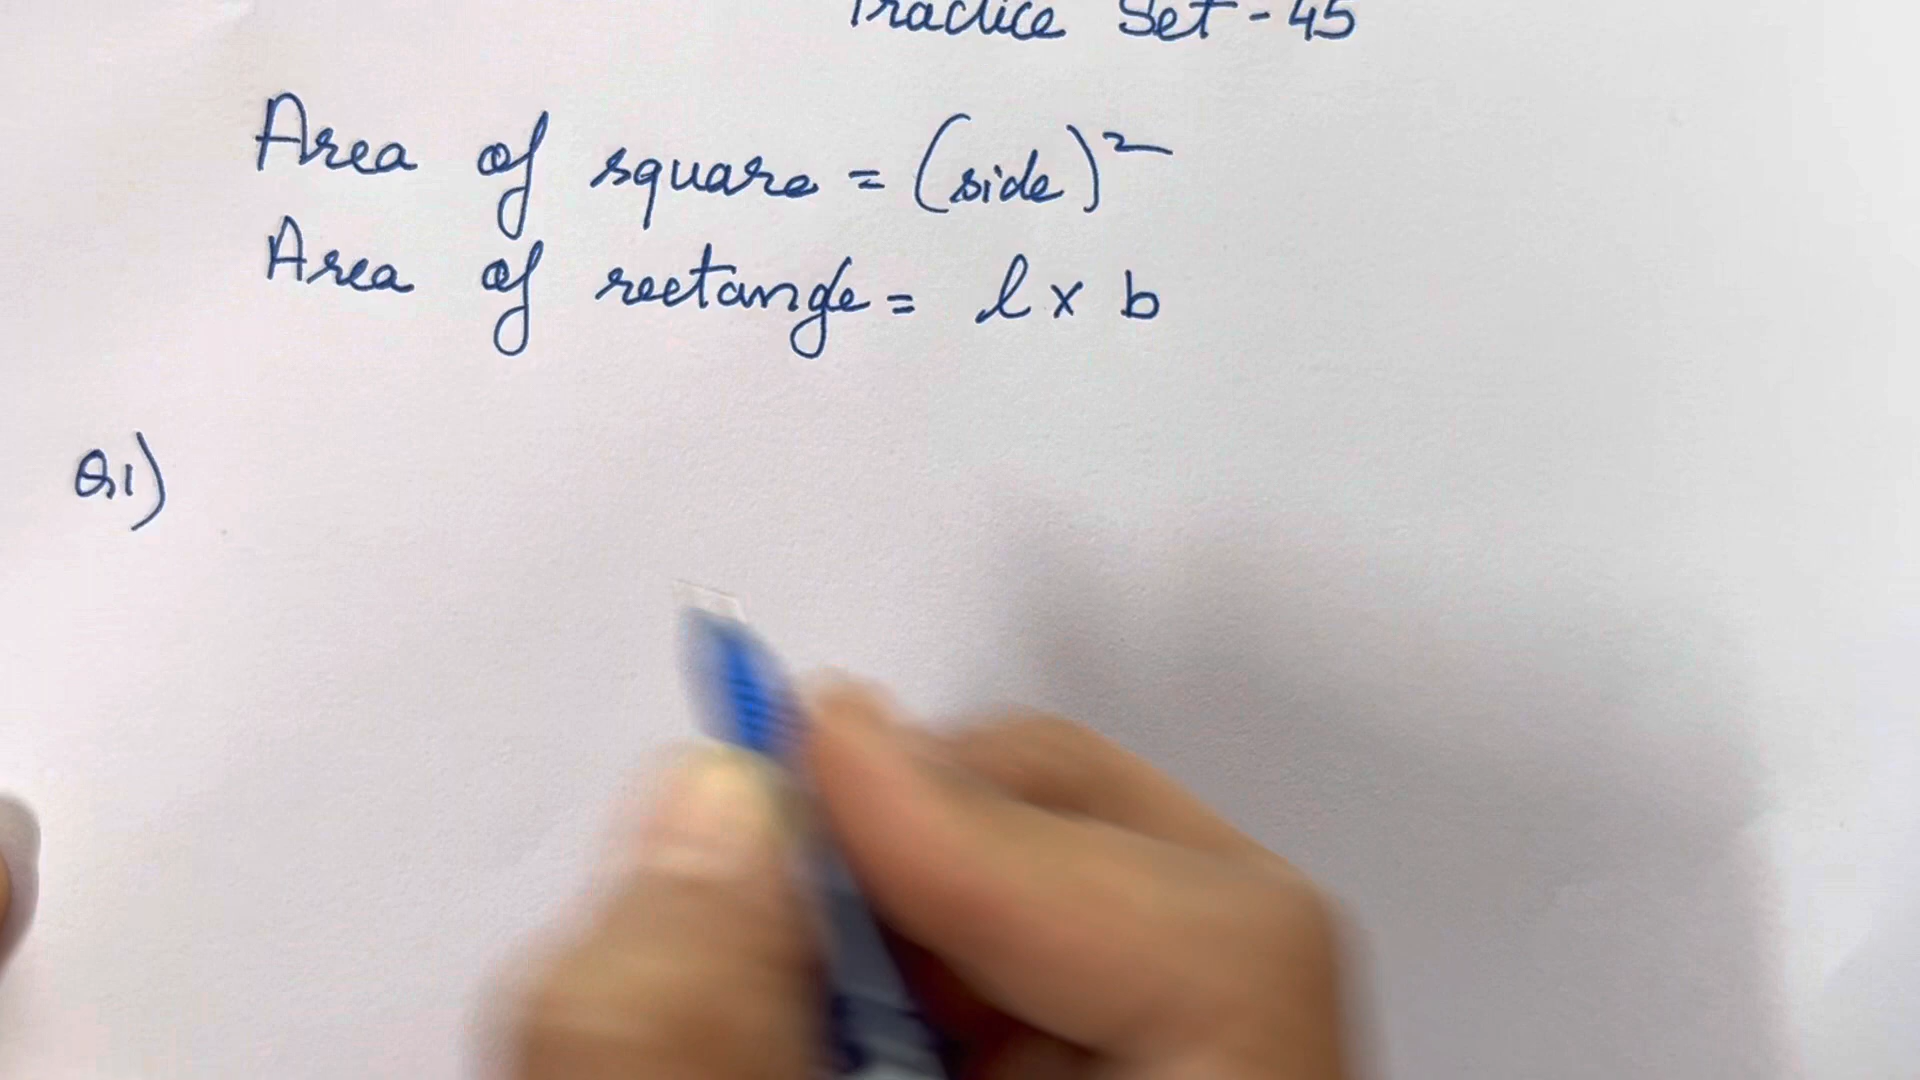 Practice Set - 45
Area of square = (side)²
Area of rectangle = l x b
Q1)